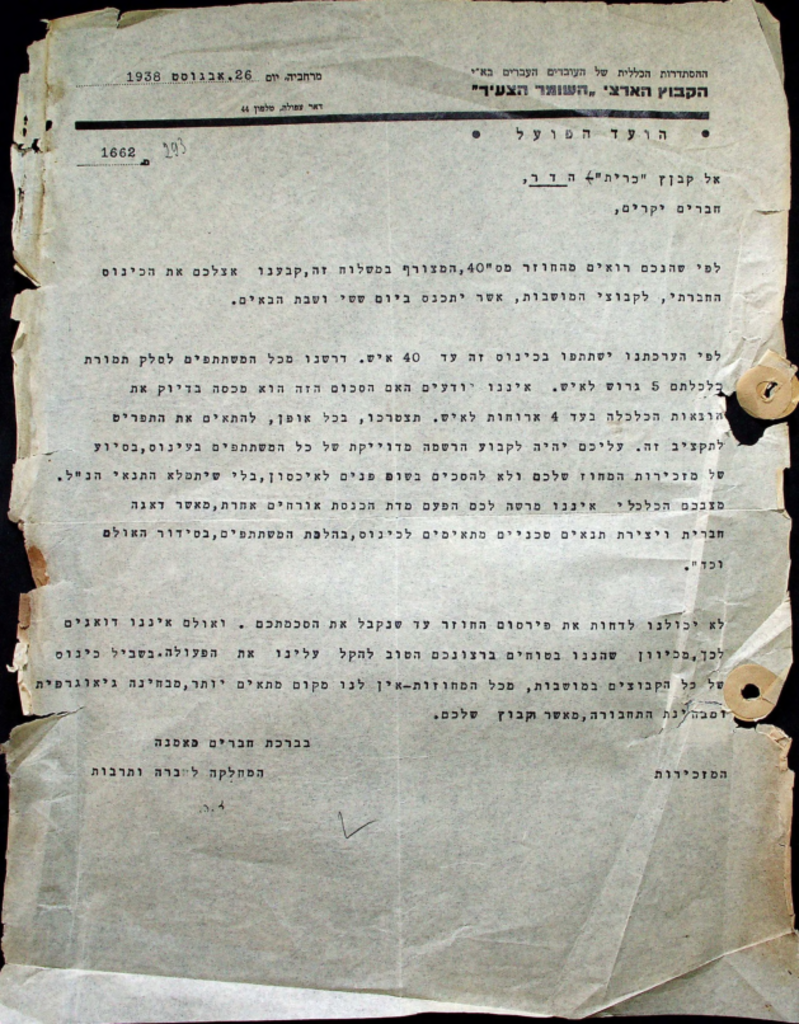 ההסתדרות הכללית של העובדים העברים בא״י
הקבוץ הארצי „השומר הצעיר"
מרחביה, יום 26.אבגוסט 1938
דאר עפולה, טלפון 44
• הועד הפועל •
1662 293
אל קבוץ "כרית"- ה ד ר,
חברים יקרים,
לפי שהנכם רואים מהחוזר מס"40,המצורף במשלוח זה,קבענו אצלכם את הכינוס
החברתי, לקבוצי המושבות, אשר יתכנס ביום ששי ושבת הבאים.
לפי הערכתנו ישתתפו בכינוס זה עד 40 איש. דרשנו מכל המשתתפים לסלק תמורת
כלכלתם 5 גרוש לאיש. איננו יודעים האם הסכום הזה הוא מכסה בדיוק את
הוצאות הכלכלה בעד 4 ארוחות לאיש. תצטרכו, בכל אופן, להתאים את התפריט
לתקציב זה. עליכם יהיה לקבוע הרשמה מדוייקת של כל המשתתפים בעינוס,בסיוע
של מזכירות המחוז שלכם ולא להסכים בשום פנים לאיכסון,בלי שיתמלא התנאי הנ"ל.
מצבכם הכלכלי איננו מרשה לכם הפעם מדת הכנסת אורחים אחרת,מאשר דאגה
חברית ויצירת תנאים טכניים מתאימים לכינוס,בהלנת המשתתפים,בסידור האולם
וכד".
לא יכולנו לדחות את פירסום החוזר עד שנקבל את הסכמתכם . ואולם איננו דואגים
לכך,מכיוון שהננו בטוחים ברצונכם הטוב להקל עלינו את הפעולה.בשביל כינוס
של כל הקבוצים במושבות, מכל המחוזות-אין לנו מקום מתאים יותר,מבחינה גיאוגרפית
ומבחינת התחבורה,מאשר קבוץ שלכם.
בברכת חברים נאמנה
המזכירות
המחלקה לחברה ותרבות